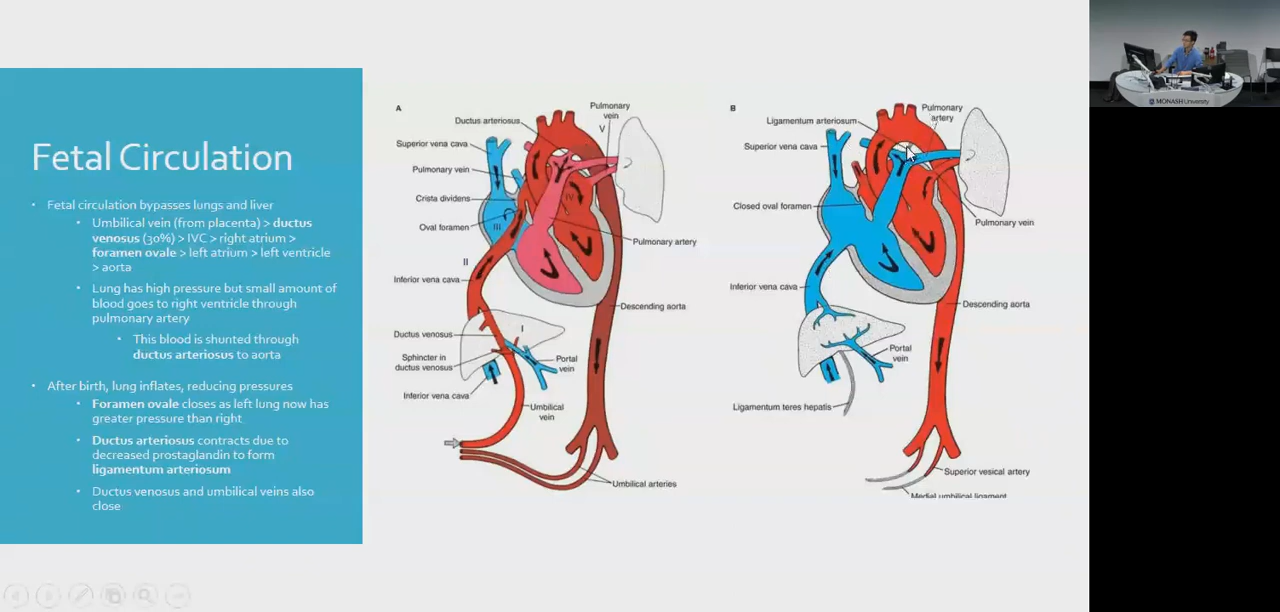 Fetal Circulation
Fetal circulation bypasses lungs and liver
Umbilical vein (from placenta) > ductus
venosus (30%) > IVC > right atrium >
foramen ovale > left atrium > left ventricle
> aorta
Lung has high pressure but small amount of
blood goes to right ventricle through
pulmonary artery
This blood is shunted through
ductus arteriosus to aorta
After birth, lung inflates, reducing pressures
Foramen ovale closes as left lung now has
greater pressure than right
Ductus arteriosus contracts due to
decreased prostaglandin to form
ligamentum arteriosum
Ductus venosus and umbilical veins also
close
A
Pulmonary
vein
V
Ductus arteriosus
Superior vena cava
Pulmonary vein
Crista dividens
IV
Oval foramen
III
Pulmonary artery
II
Inferior vena cava
Descending aorta
I
Ductus venosus
Sphincter in
ductus venosus
Portal
vein
Inferior vena cava
Umbilical
vein
Umbilical arteries
B
Pulmonary
artery
Ligamentum arteriosum
Superior vena cava
Closed oval foramen
Pulmonary vein
Inferior vena cava
Descending aorta
Portal
vein
Ligamentum teres hepatis
Superior vesical artery
Medial umbilical ligament
MONASH University